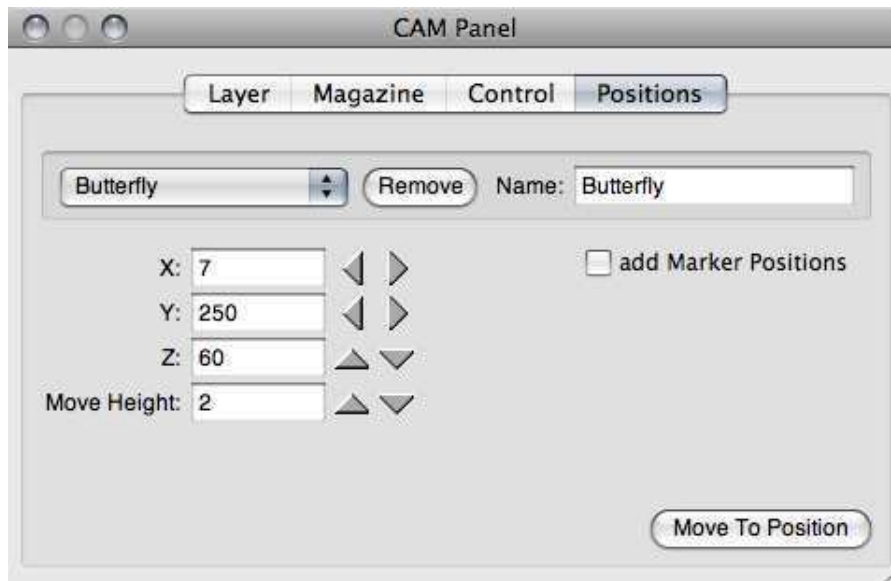 CAM Panel
Layer Magazine Control Positions
Butterfly Remove Name: Butterfly
X: 7 add Marker Positions
Y: 250
Z: 60
Move Height: 2
Move To Position